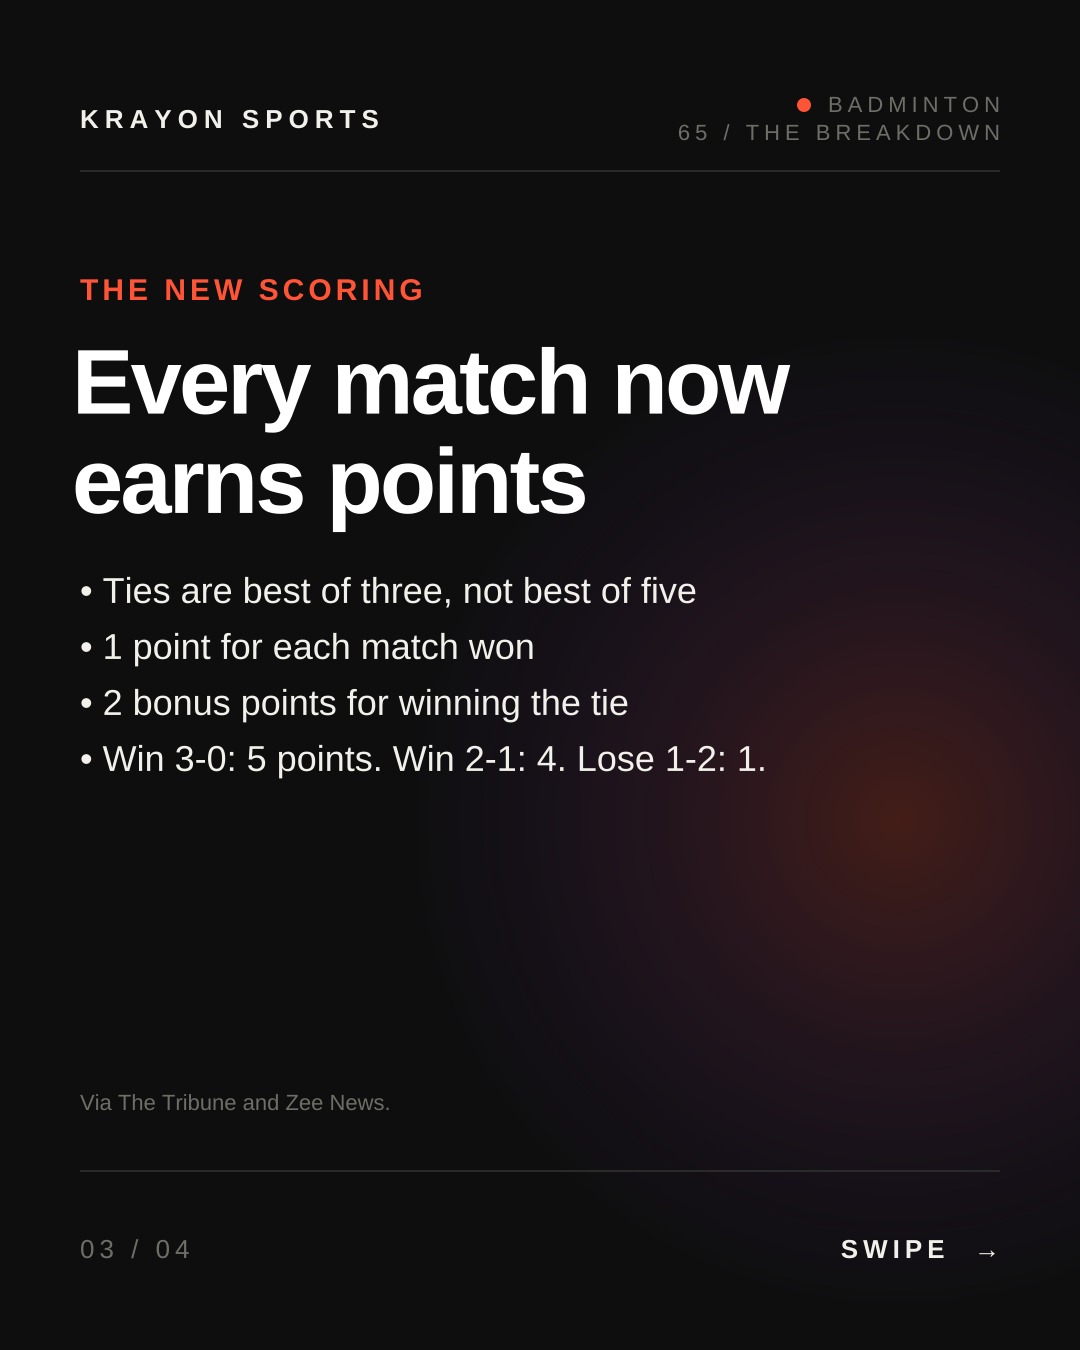 KRAYON SPORTS
BADMINTON
65 / THE BREAKDOWN
THE NEW SCORING
Every match now
earns points
• Ties are best of three, not best of five
• 1 point for each match won
• 2 bonus points for winning the tie
• Win 3-0: 5 points. Win 2-1: 4. Lose 1-2: 1.
Via The Tribune and Zee News.
03 / 04
SWIPE →